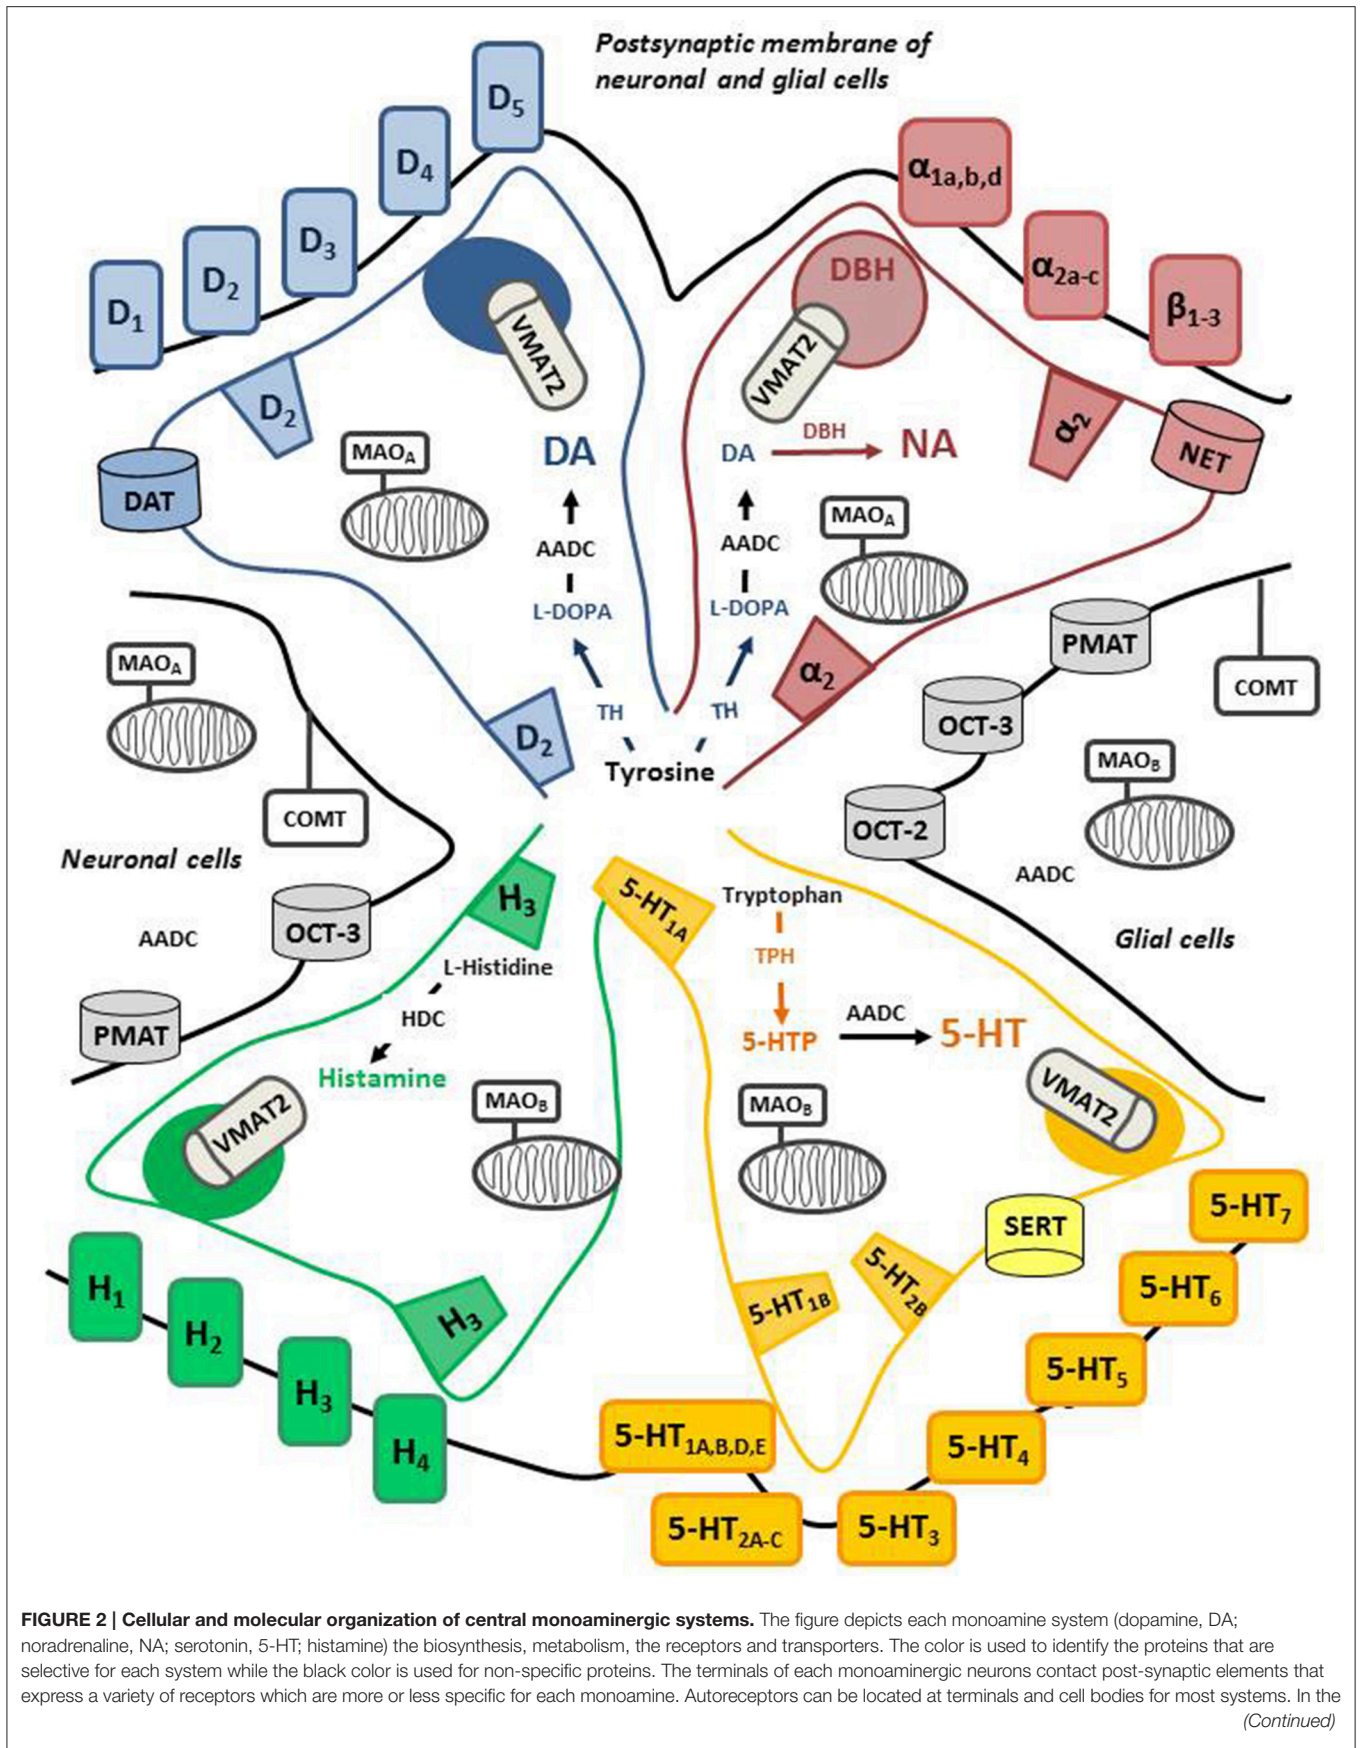 Postsynaptic membrane of
neuronal and glial cells
D5
D4
D3
D2
D1
α1a,b,d
α2a-c
β1-3
VMAT2
D2
DAT
MAOA
DA
AADC
L-DOPA
TH
D2
DBH
VMAT2
DA
DBH
NA
α2
NET
MAOA
AADC
L-DOPA
TH
α2
Tyrosine
MAOA
COMT
Neuronal cells
OCT-3
AADC
PMAT
PMAT
COMT
OCT-3
MAOB
OCT-2
AADC
Glial cells
H3
L-Histidine
HDC
Histamine
VMAT2
MAOB
H3
H1
H2
H3
H4
5-HT1A
Tryptophan
TPH
5-HTP
AADC
5-HT
VMAT2
MAOB
SERT
5-HT1B
5-HT2B
5-HT7
5-HT6
5-HT5
5-HT4
5-HT3
5-HT1A,B,D,E
5-HT2A-C
FIGURE 2 | Cellular and molecular organization of central monoaminergic systems. The figure depicts each monoamine system (dopamine, DA;
noradrenaline, NA; serotonin, 5-HT; histamine) the biosynthesis, metabolism, the receptors and transporters. The color is used to identify the proteins that are
selective for each system while the black color is used for non-specific proteins. The terminals of each monoaminergic neurons contact post-synaptic elements that
express a variety of receptors which are more or less specific for each monoamine. Autoreceptors can be located at terminals and cell bodies for most systems. In the
(Continued)